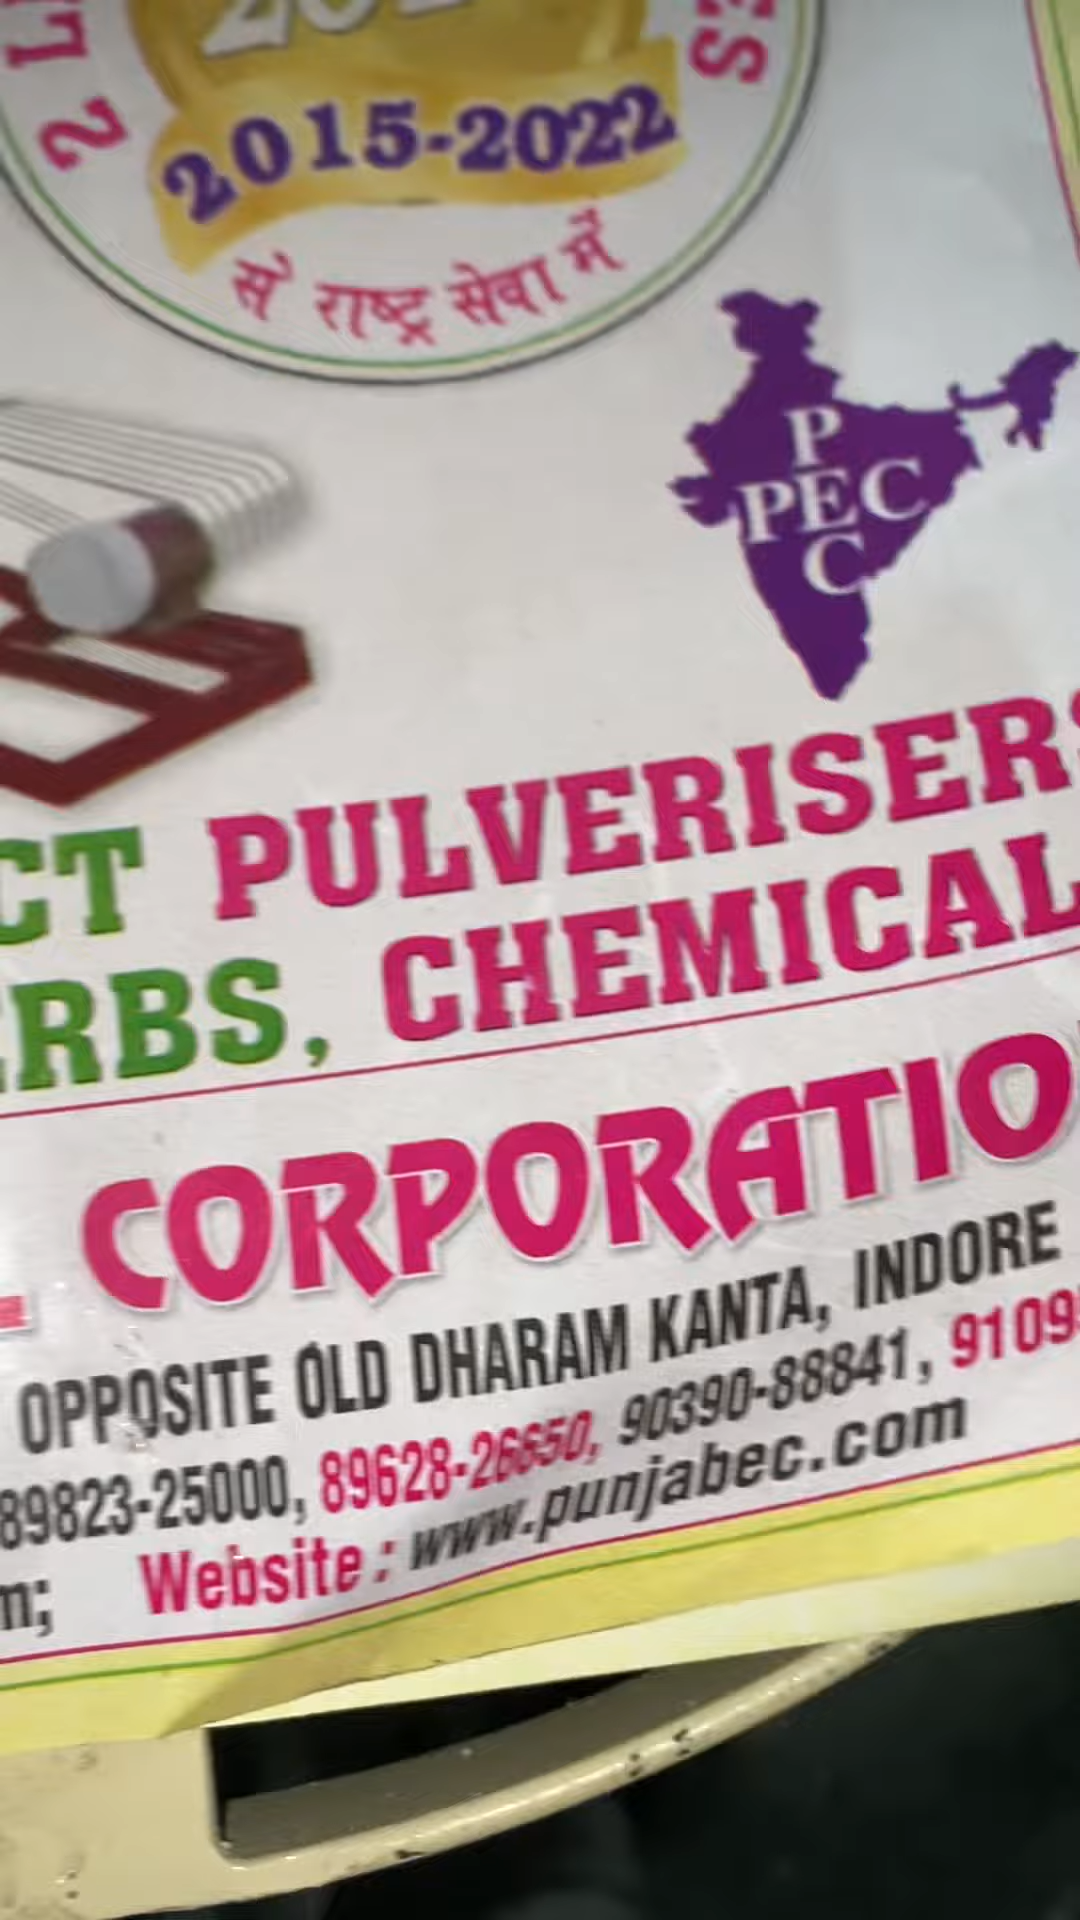 2015-2022
से राष्ट्र सेवा में
P
PEC
C
CT PULVERISERS
ERBS, CHEMICAL
CORPORATIO
OPPOSITE OLD DHARAM KANTA, INDORE
89823-25000, 89628-26650, 90390-88841, 9109
m; Website : www.punjabec.com